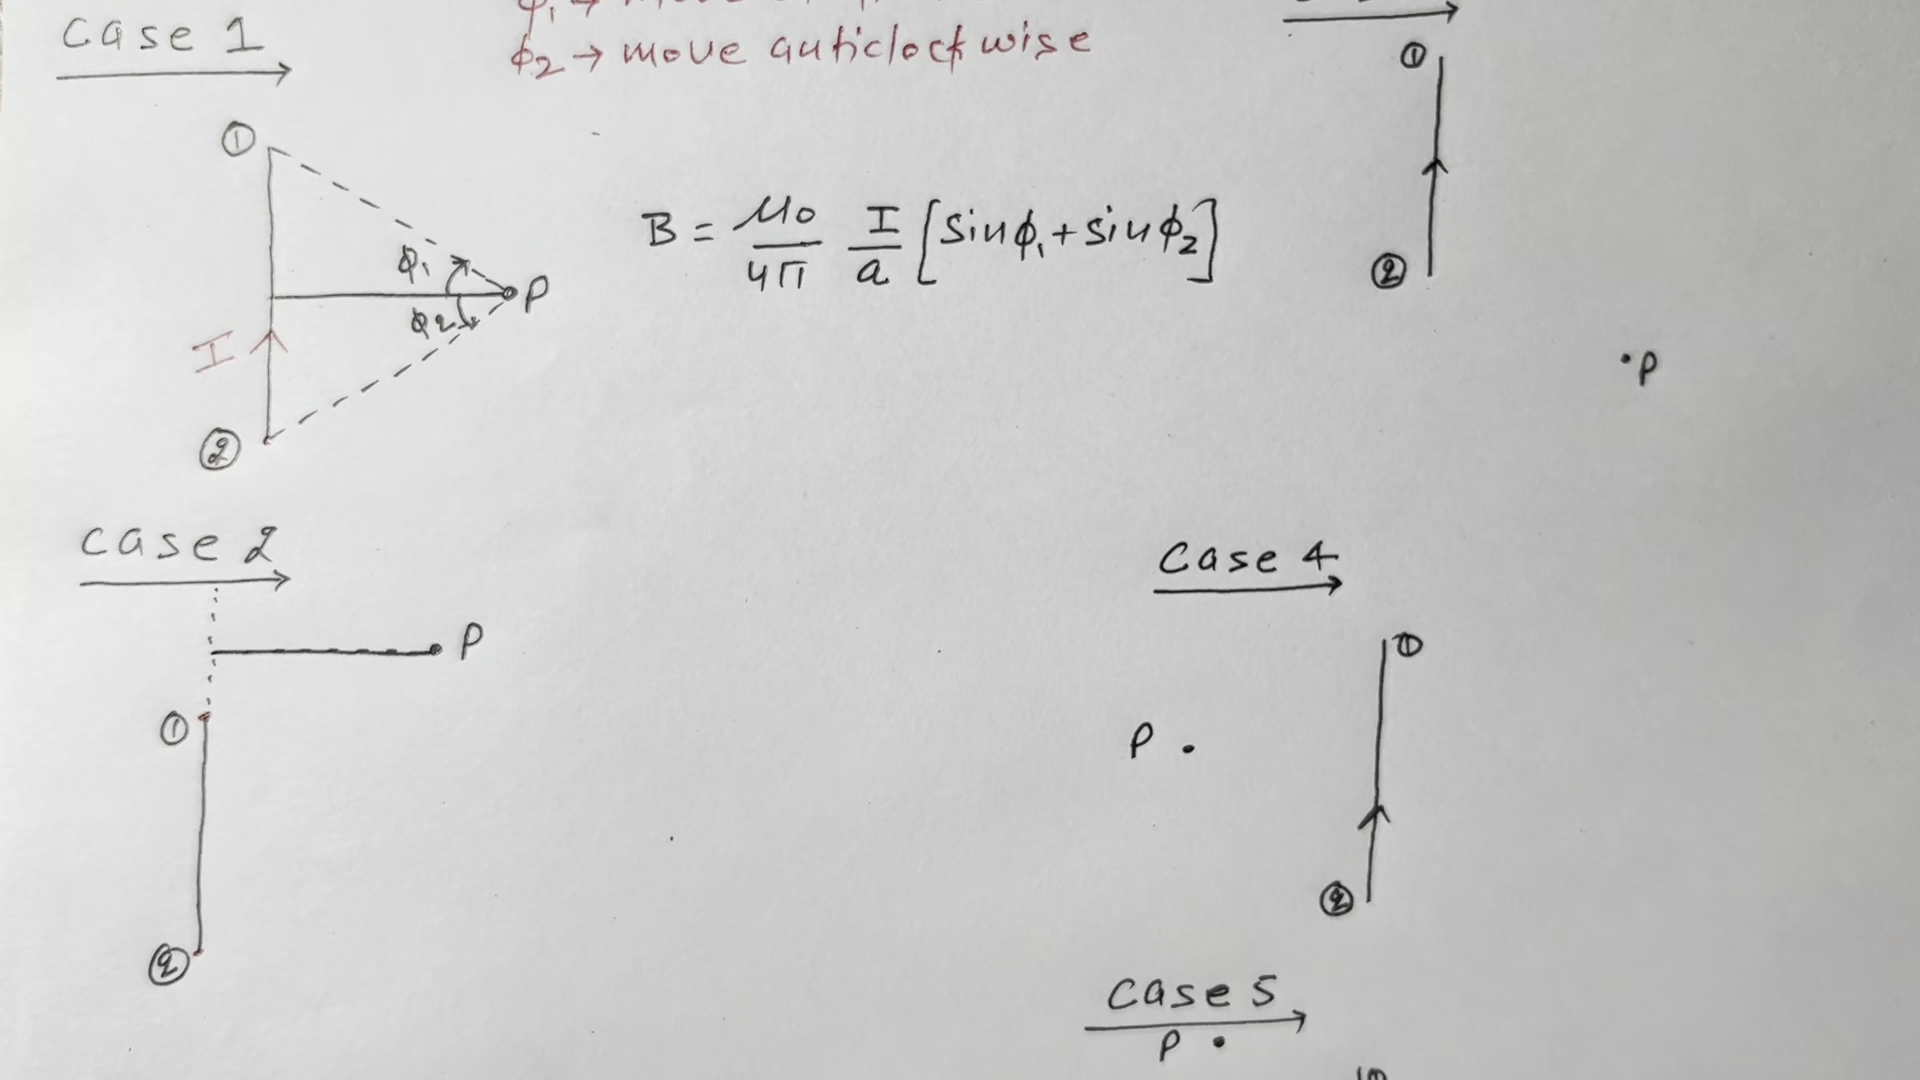 Case 1
ϕ₂ → move anticlockwise
①
ϕ₁
ϕ₂
P
I
②
B = μ₀/4π I/a [sinϕ₁ + sinϕ₂]
①
②
P
Case 2
P
①
②
Case 4
①
P
②
Case 5
P